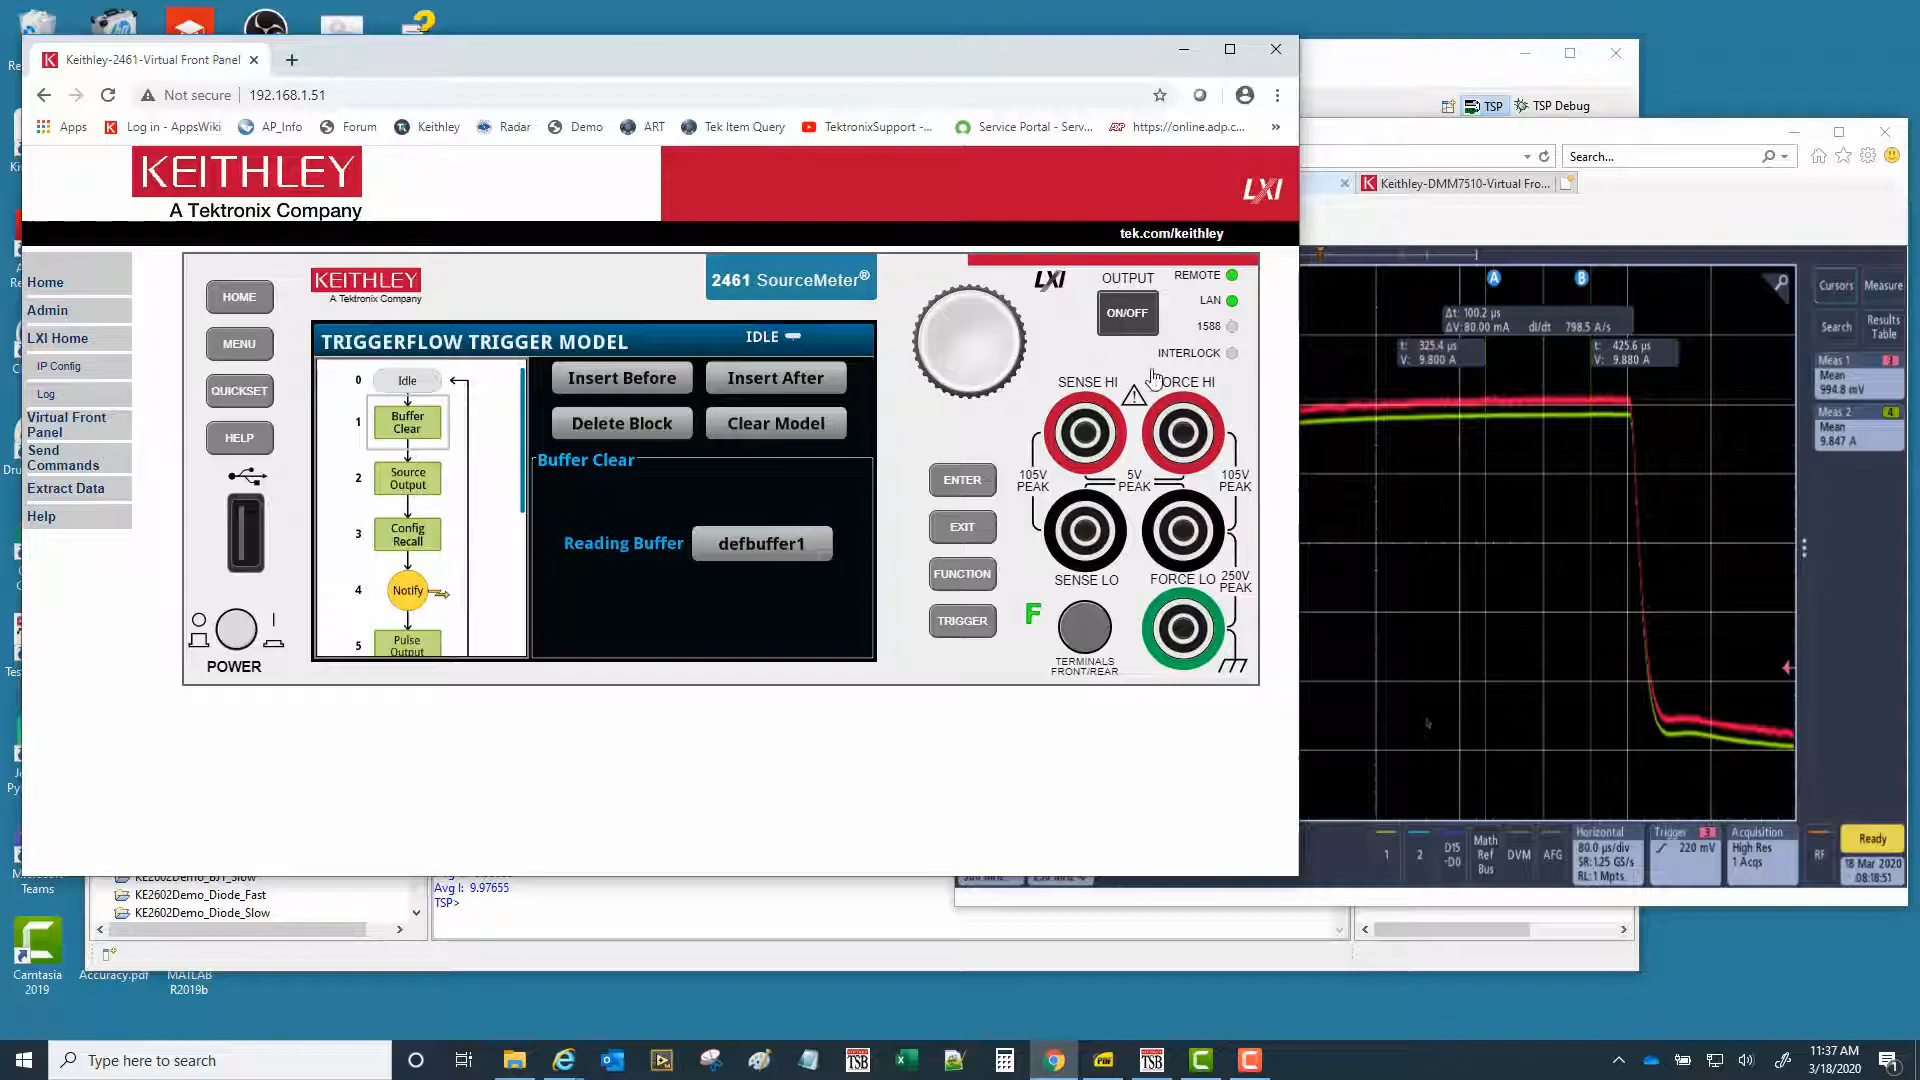 Keithley-2461-Virtual Front Panel
Not secure
192.168.1.51
Apps
Log in - AppsWiki
AP_Info
Forum
Keithley
Radar
Demo
ART
Tek Item Query
TektronixSupport -...
Service Portal - Serv...
https://online.adp.c...
»
TSP
TSP Debug
Search...
Keithley-DMM7510-Virtual Fro...
KEITHLEY
A Tektronix Company
LXI
tek.com/keithley
Home
Admin
LXI Home
IP Config
Log
Virtual Front
Panel
Send
Commands
Extract Data
Help
HOME
MENU
QUICKSET
HELP
POWER
KEITHLEY
A Tektronix Company
2461 SourceMeter®
TRIGGERFLOW TRIGGER MODEL
IDLE
0
Idle
1
Buffer
Clear
2
Source
Output
3
Config
Recall
4
Notify
5
Pulse
Output
Insert Before
Insert After
Delete Block
Clear Model
Buffer Clear
Reading Buffer
defbuffer1
LXI
OUTPUT
ON/OFF
REMOTE
LAN
1588
INTERLOCK
SENSE HI
FORCE HI
105V
PEAK
5V
PEAK
105V
PEAK
SENSE LO
FORCE LO
250V
PEAK
ENTER
EXIT
FUNCTION
TRIGGER
F
TERMINALS
FRONT/REAR
A
B
Δt: 100.2 µs
ΔV: 80.00 mA
dI/dt
798.5 A/s
t: 325.4 µs
V: 9.800 A
t: 425.6 µs
V: 9.880 A
Cursors
Measure
Search
Results
Table
Meas 1
3
Mean
994.8 mV
Meas 2
4
Mean
9.847 A
1
2
D15
-D0
Math
Ref
Bus
DVM
AFG
Horizontal
80.0 µs/div
SR: 1.25 GS/s
RL: 1 Mpts
Trigger
3
220 mV
Acquisition
High Res
1 Acqs
RF
Ready
18 Mar 2020
08:18:51
KE2602Demo_BJT_Slow
KE2602Demo_Diode_Fast
KE2602Demo_Diode_Slow
Avg I: 9.97655
TSP>
Microsoft
Teams
Camtasia
2019
Accuracy.pdf
MATLAB
R2019b
Type here to search
11:37 AM
3/18/2020